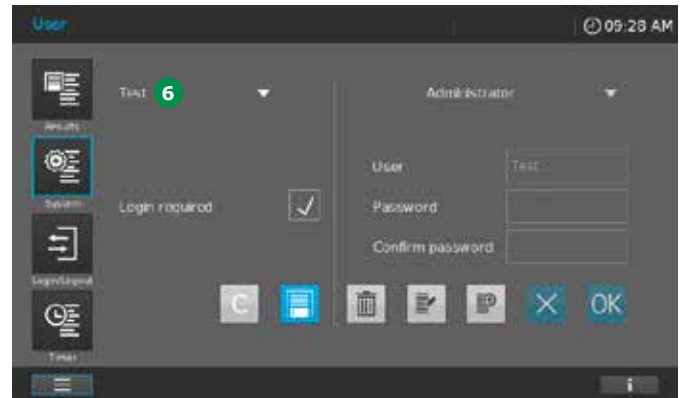 User
09:28 AM
Results
System
Login/Logout
Timer
Test 6
Login required
C
Administrator
User Test
Password
Confirm password
OK
i